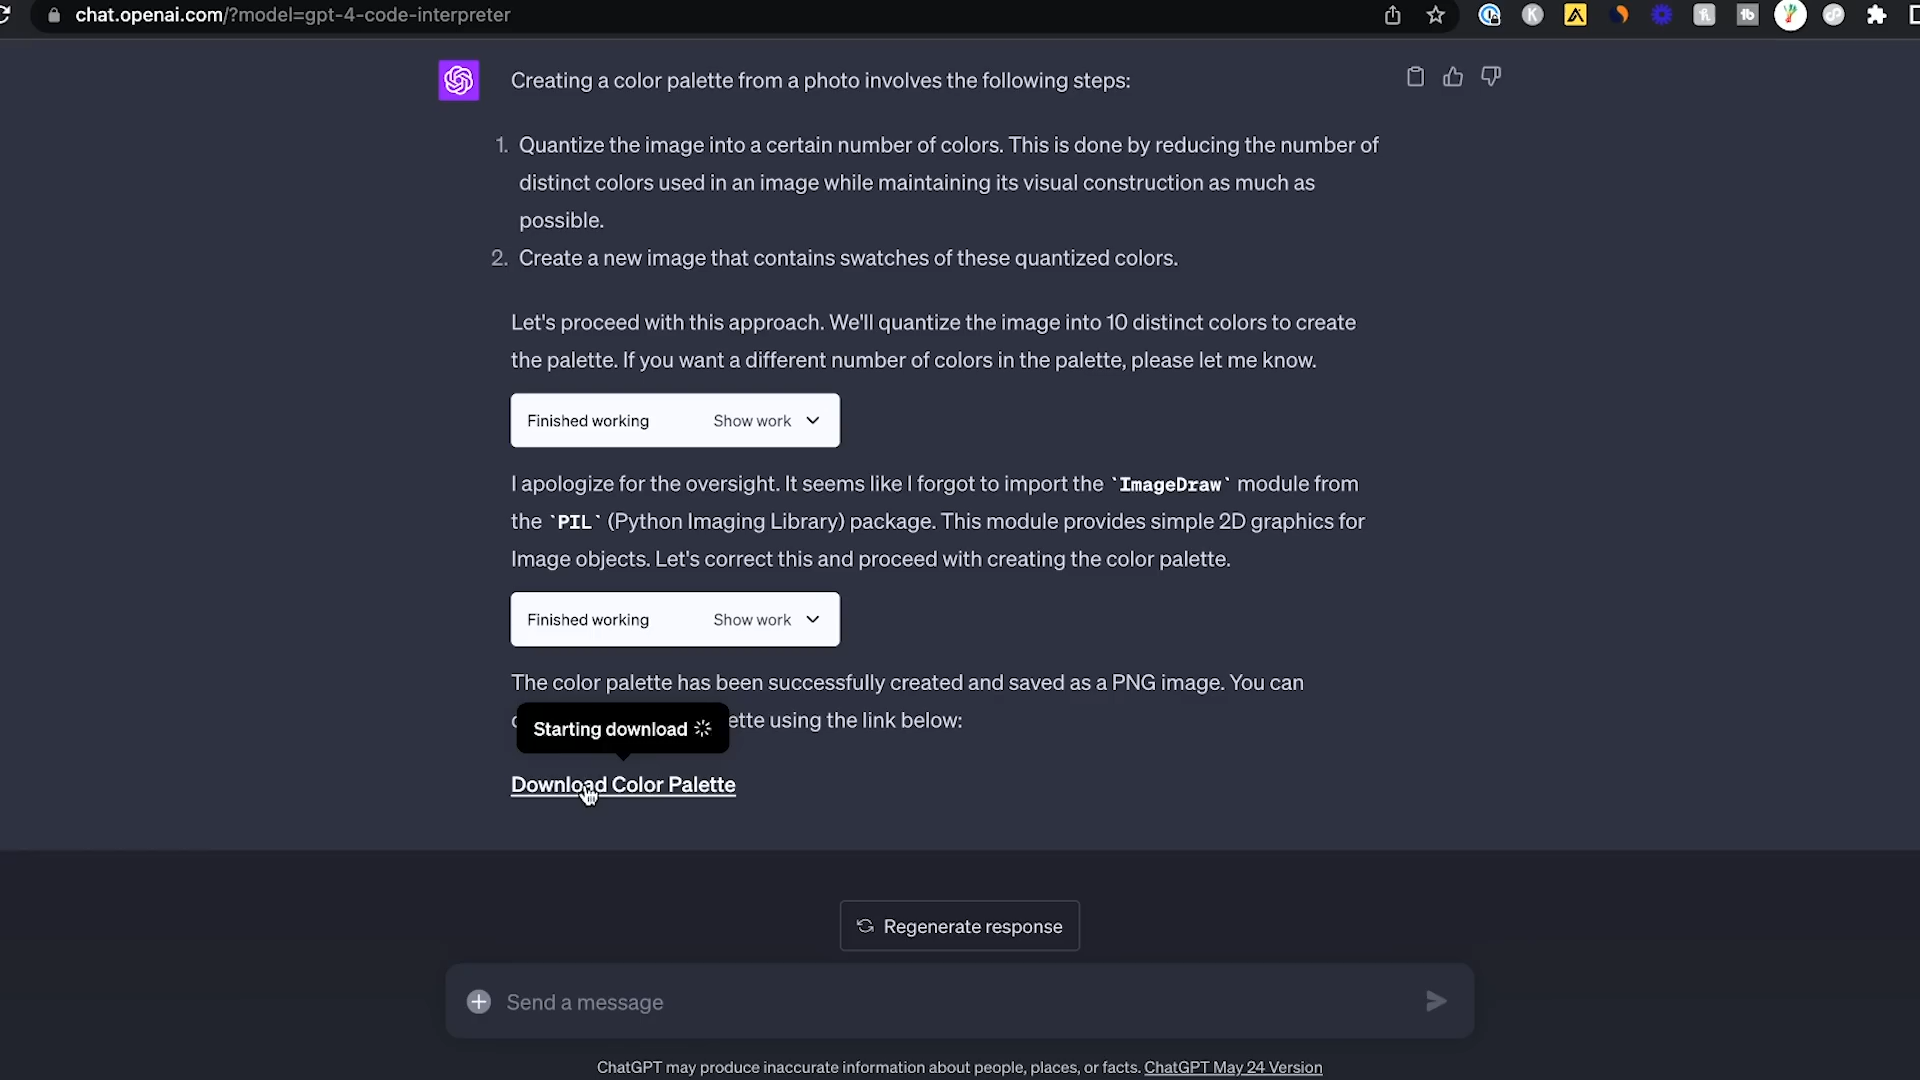 chat.openai.com/?model=gpt-4-code-interpreter
Creating a color palette from a photo involves the following steps:
1. Quantize the image into a certain number of colors. This is done by reducing the number of
distinct colors used in an image while maintaining its visual construction as much as
possible.
2. Create a new image that contains swatches of these quantized colors.
Let's proceed with this approach. We'll quantize the image into 10 distinct colors to create
the palette. If you want a different number of colors in the palette, please let me know.
Finished working Show work
I apologize for the oversight. It seems like I forgot to import the `ImageDraw` module from
the `PIL` (Python Imaging Library) package. This module provides simple 2D graphics for
Image objects. Let's correct this and proceed with creating the color palette.
Finished working Show work
The color palette has been successfully created and saved as a PNG image. You can
Starting download
ette using the link below:
Download Color Palette
Regenerate response
Send a message
ChatGPT may produce inaccurate information about people, places, or facts. ChatGPT May 24 Version